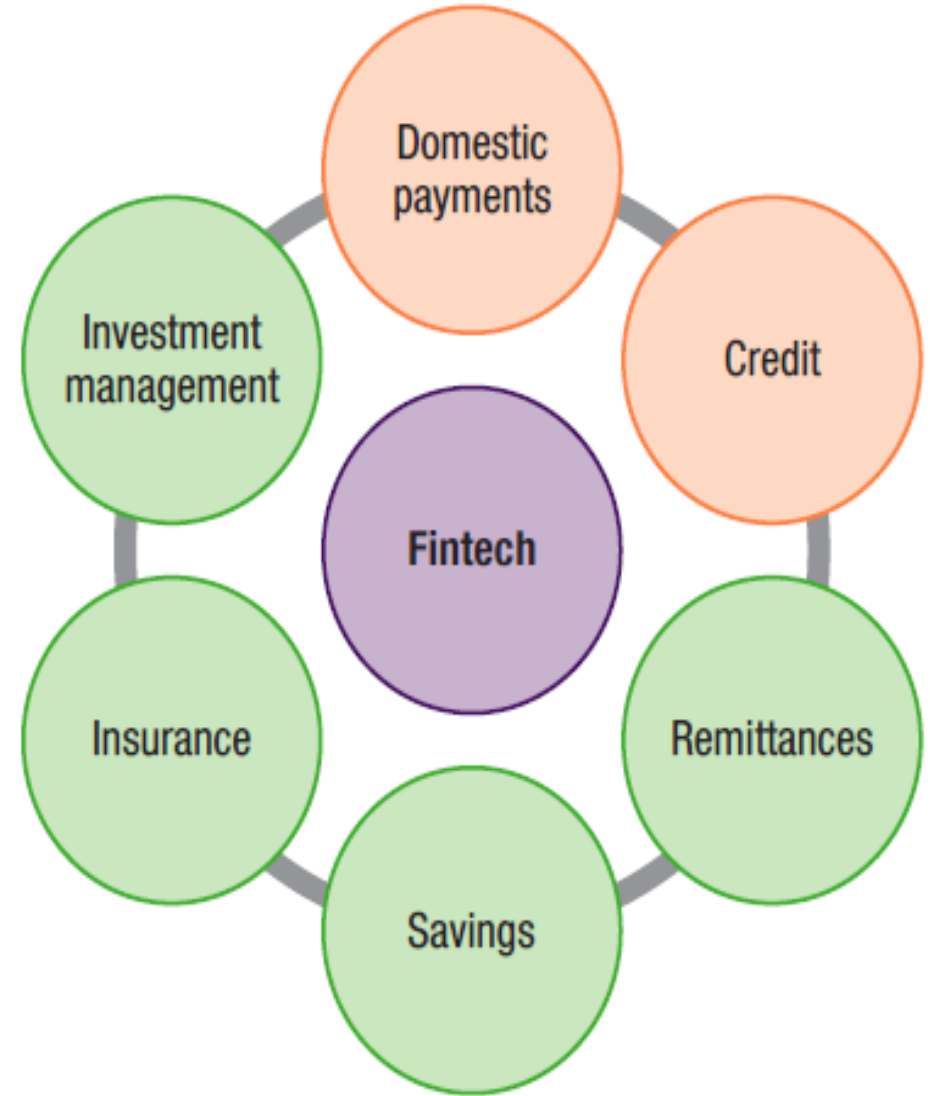 Domestic
payments
Investment
management
Credit
Fintech
Insurance
Remittances
Savings